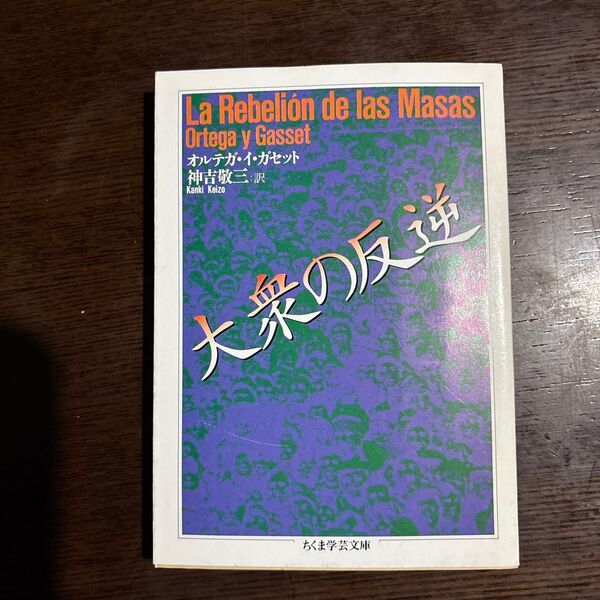 La Rebelión de las Masas
Ortega y Gasset
オルテガ・イ・ガセット
神吉敬三・訳
Kanki Keizo
大衆の反逆
ちくま学芸文庫